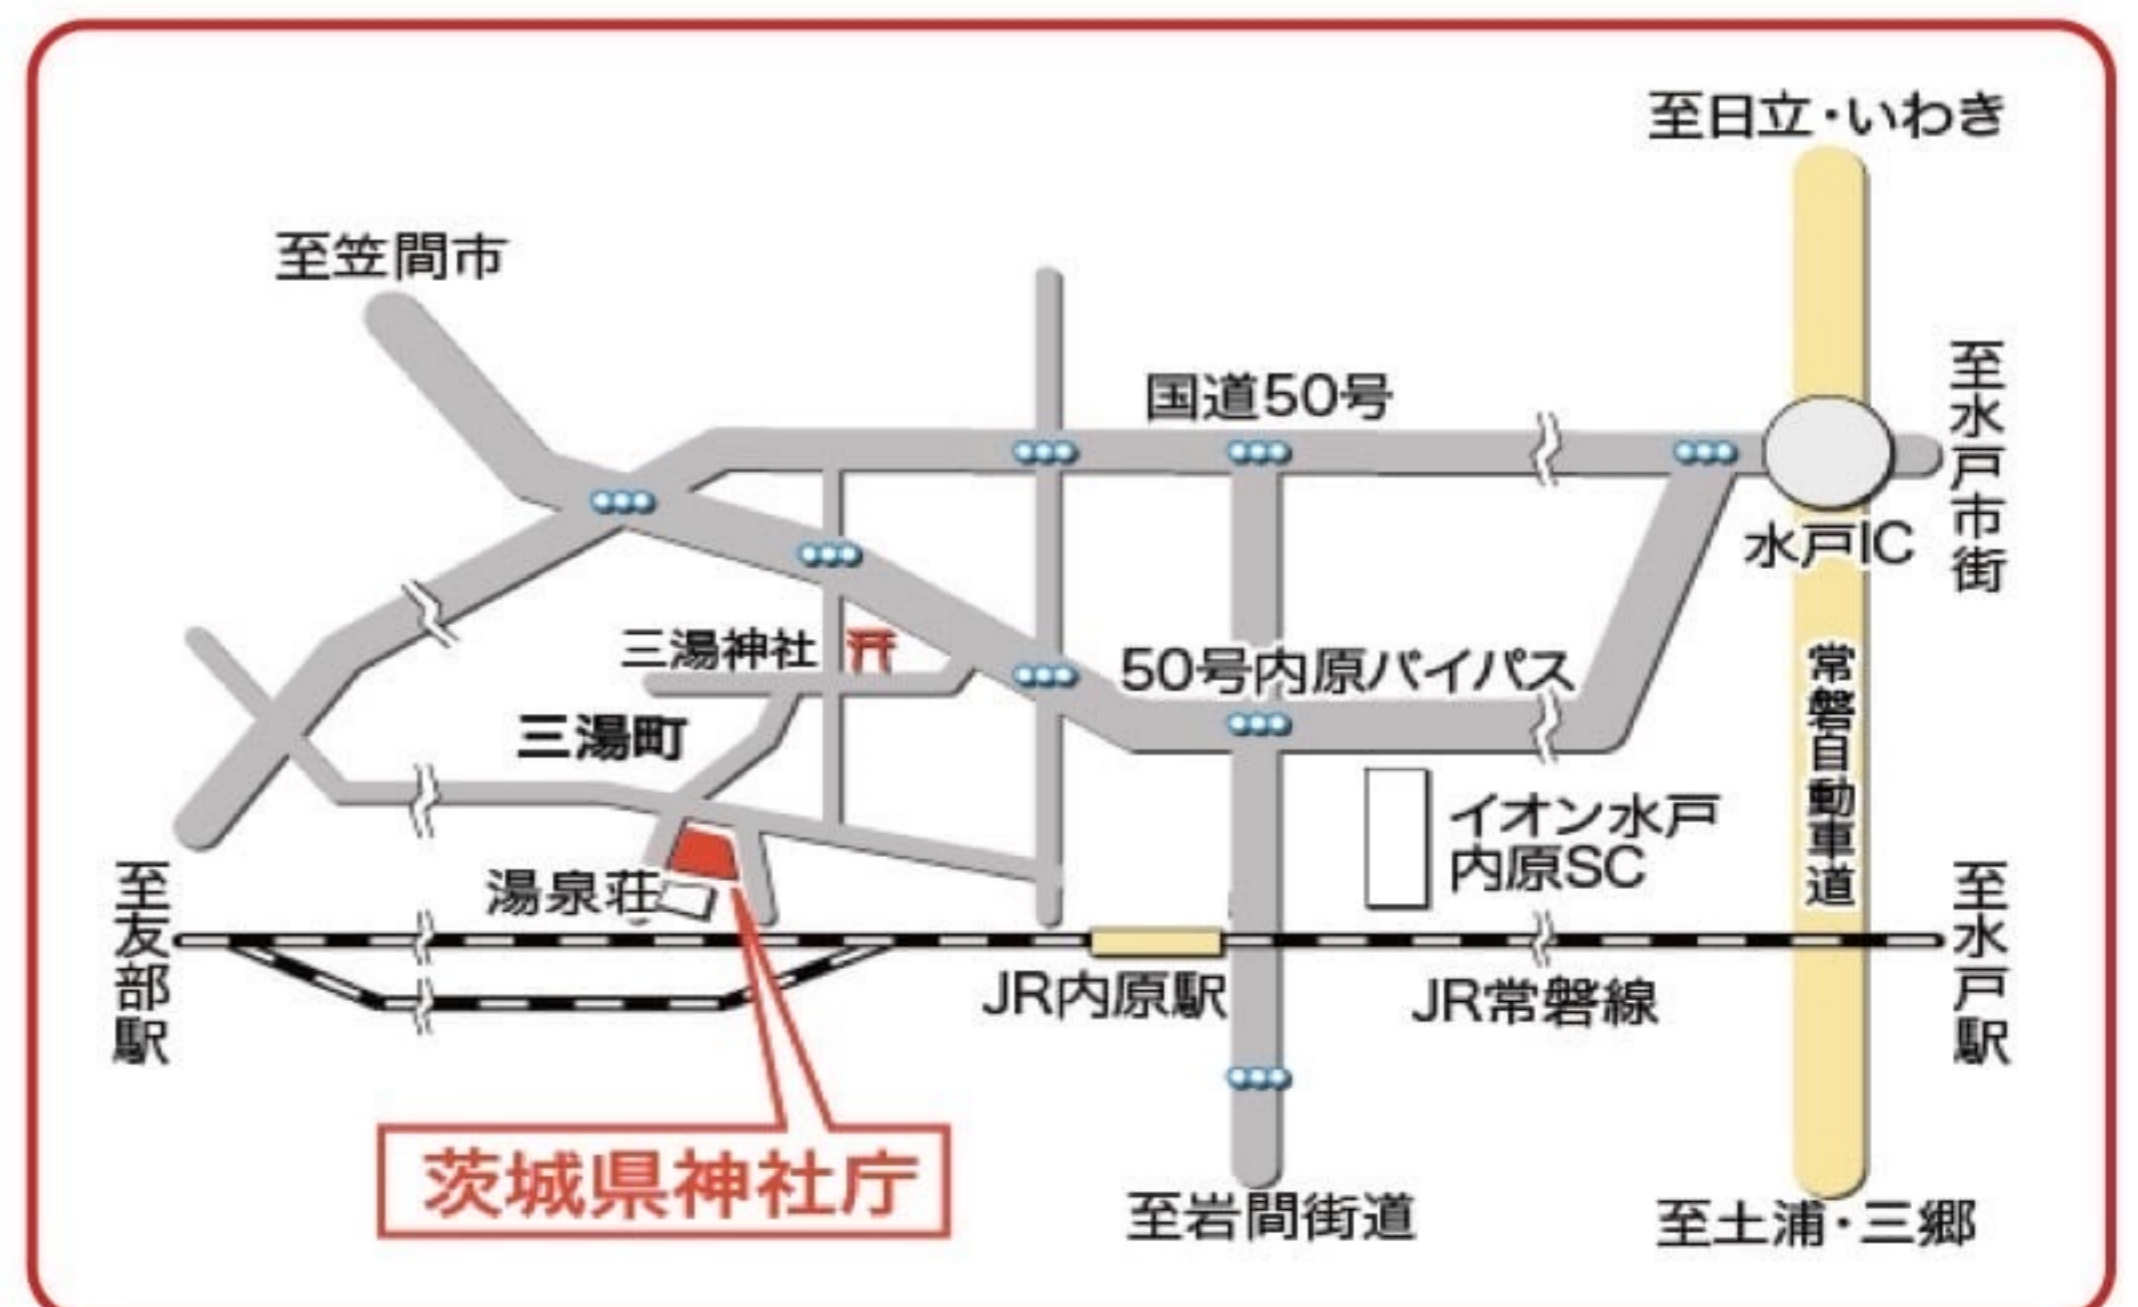 至日立・いわき
至笠間市
至水戸市街
国道50号
水戸IC
三湯神社
50号内原バイパス
常磐自動車道
三湯町
イオン水戸
内原SC
湯泉荘
至友部駅
至水戸駅
JR内原駅
JR常磐線
茨城県神社庁
至岩間街道
至土浦・三郷